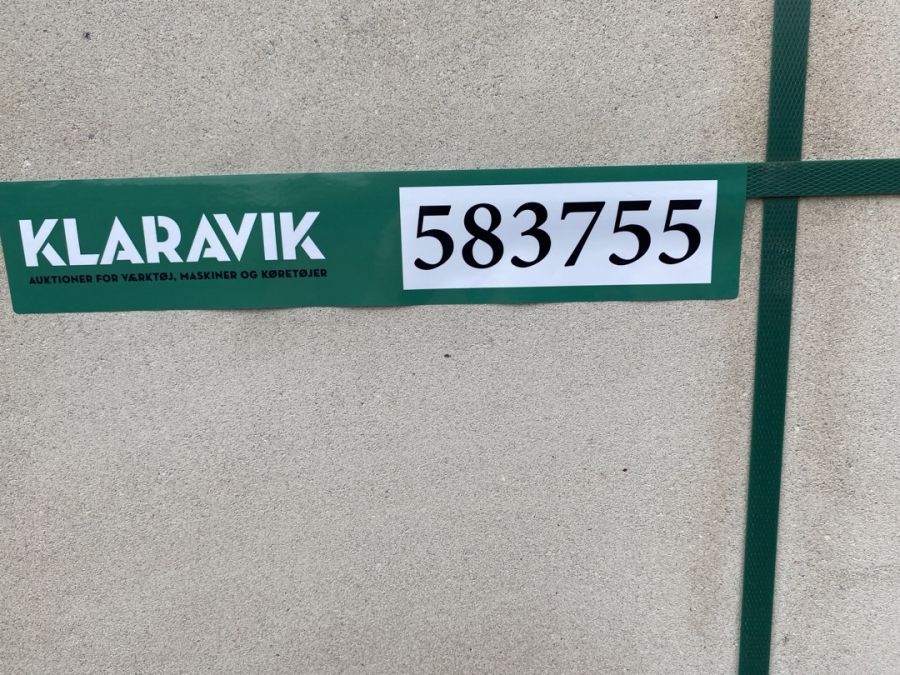 KLARAVIK
AUKTIONER FOR VÆRKTØJ, MASKINER OG KØRETØJER
583755